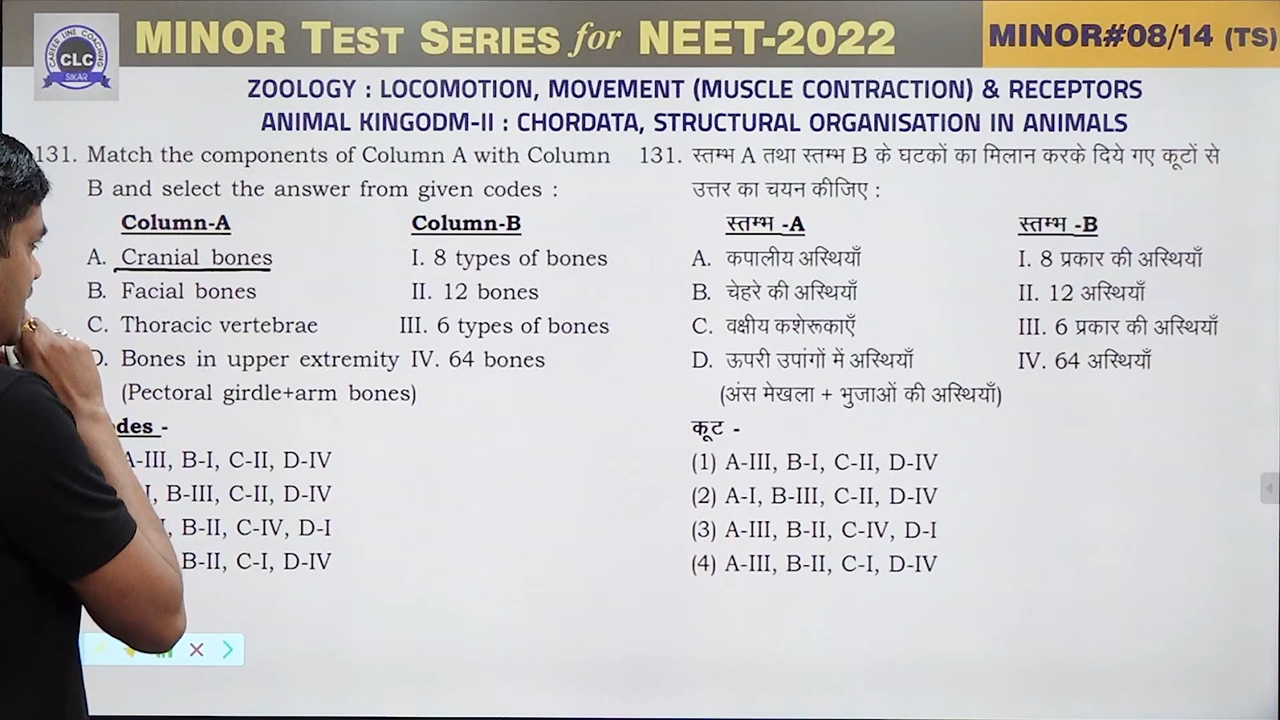 CAREER LINE COACHING
CLC
SIKAR
MINOR TEST SERIES for NEET-2022
MINOR#08/14 (TS)
ZOOLOGY : LOCOMOTION, MOVEMENT (MUSCLE CONTRACTION) & RECEPTORS
ANIMAL KINGODM-II : CHORDATA, STRUCTURAL ORGANISATION IN ANIMALS
131. Match the components of Column A with Column
B and select the answer from given codes :
Column-A Column-B
A. Cranial bones I. 8 types of bones
B. Facial bones II. 12 bones
C. Thoracic vertebrae III. 6 types of bones
D. Bones in upper extremity IV. 64 bones
(Pectoral girdle+arm bones)
des -
A-III, B-I, C-II, D-IV
I, B-III, C-II, D-IV
I, B-II, C-IV, D-I
B-II, C-I, D-IV
131. स्तम्भ A तथा स्तम्भ B के घटकों का मिलान करके दिये गए कूटों से
उत्तर का चयन कीजिए :
स्तम्भ -A स्तम्भ -B
A. कपालीय अस्थियाँ I. 8 प्रकार की अस्थियाँ
B. चेहरे की अस्थियाँ II. 12 अस्थियाँ
C. वक्षीय कशेरूकाएँ III. 6 प्रकार की अस्थियाँ
D. ऊपरी उपांगों में अस्थियाँ IV. 64 अस्थियाँ
(अंस मेखला + भुजाओं की अस्थियाँ)
कूट -
(1) A-III, B-I, C-II, D-IV
(2) A-I, B-III, C-II, D-IV
(3) A-III, B-II, C-IV, D-I
(4) A-III, B-II, C-I, D-IV